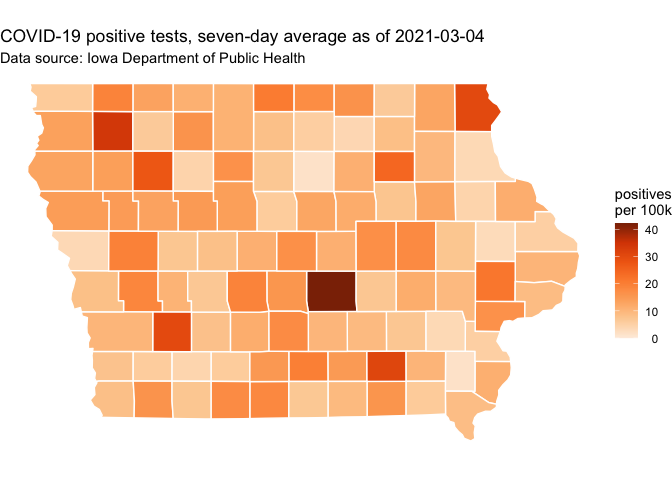 COVID-19 positive tests, seven-day average as of 2021-03-04
Data source: Iowa Department of Public Health
positives
per 100k
40
30
20
10
0